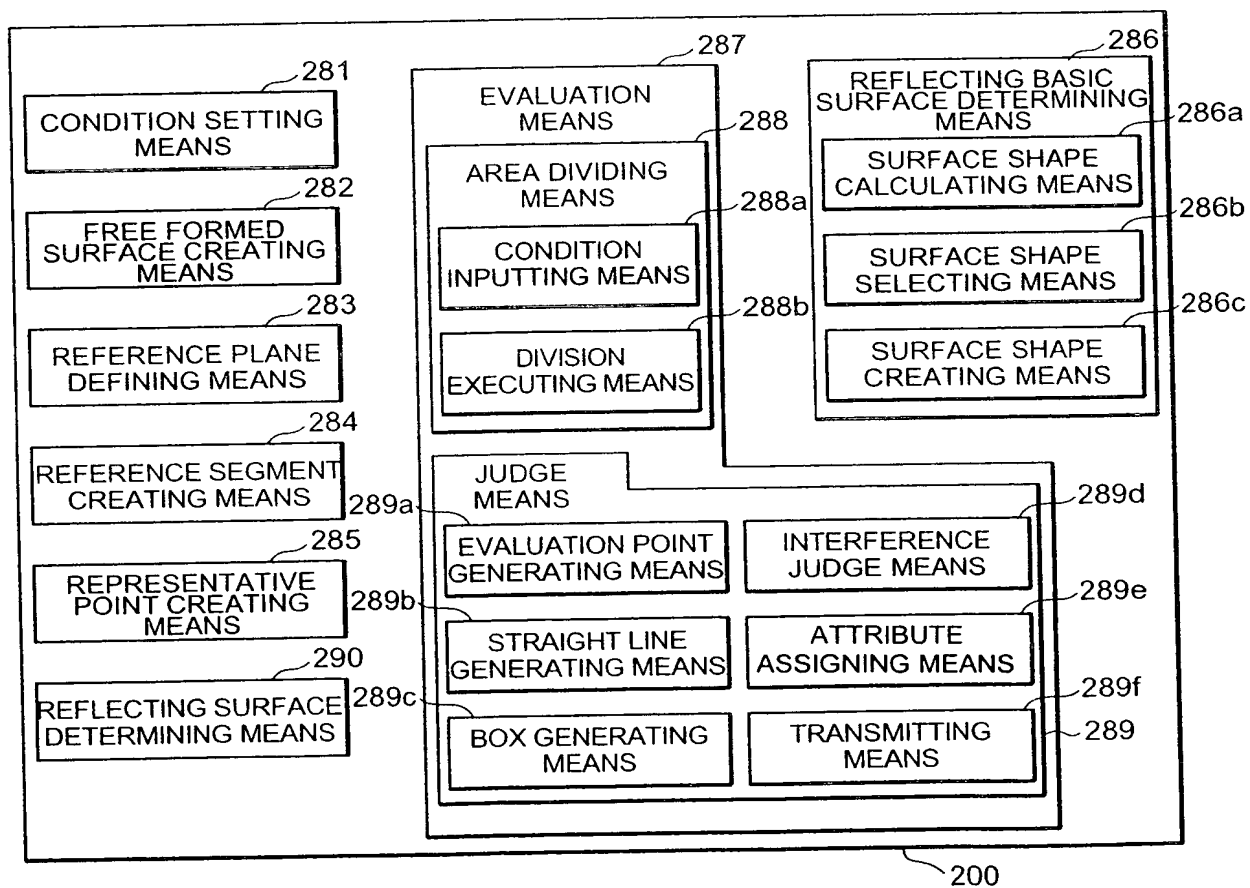 281
CONDITION SETTING
MEANS
282
FREE FORMED
SURFACE CREATING
MEANS
283
REFERENCE PLANE
DEFINING MEANS
284
REFERENCE SEGMENT
CREATING MEANS
285
REPRESENTATIVE
POINT CREATING
MEANS
290
REFLECTING SURFACE
DETERMINING MEANS
287
EVALUATION
MEANS
288
AREA DIVIDING
MEANS
288a
CONDITION
INPUTTING MEANS
288b
DIVISION
EXECUTING MEANS
286
REFLECTING BASIC
SURFACE DETERMINING
MEANS
286a
SURFACE SHAPE
CALCULATING MEANS
286b
SURFACE SHAPE
SELECTING MEANS
286c
SURFACE SHAPE
CREATING MEANS
JUDGE
MEANS
289a
EVALUATION POINT
GENERATING MEANS
289b
STRAIGHT LINE
GENERATING MEANS
289c
BOX GENERATING
MEANS
289d
INTERFERENCE
JUDGE MEANS
289e
ATTRIBUTE
ASSIGNING MEANS
289f
TRANSMITTING
MEANS
289
200